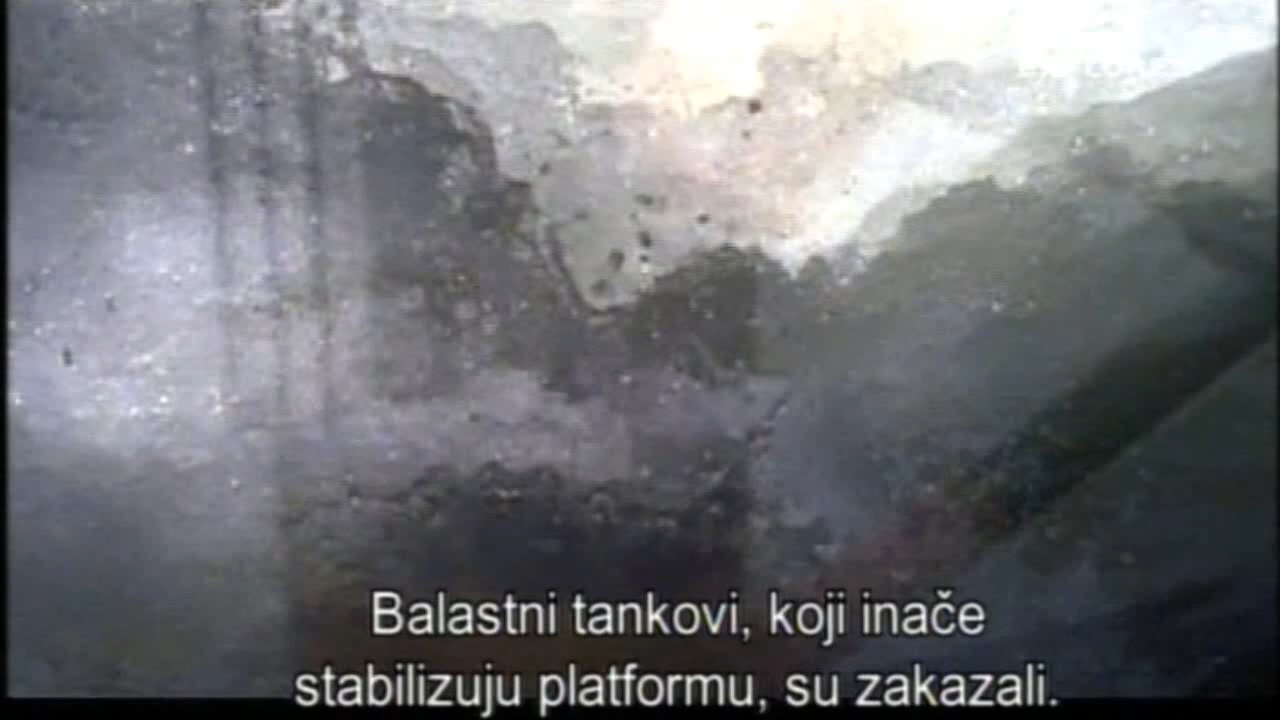 Balastni tankovi, koji inače
stabilizuju platformu, su zakazali.